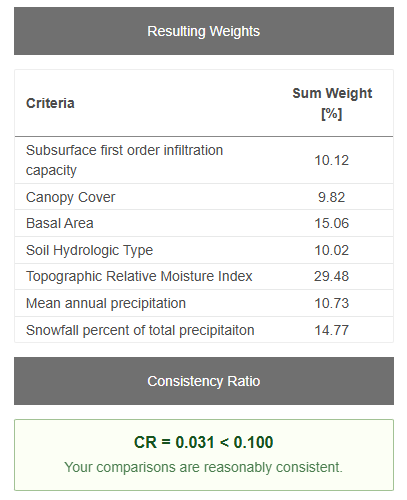 Resulting Weights
Criteria
Sum Weight
[%]
Subsurface first order infiltration
capacity
10.12
Canopy Cover 9.82
Basal Area 15.06
Soil Hydrologic Type 10.02
Topographic Relative Moisture Index 29.48
Mean annual precipitation 10.73
Snowfall percent of total precipitaiton 14.77
Consistency Ratio
CR = 0.031 < 0.100
Your comparisons are reasonably consistent.